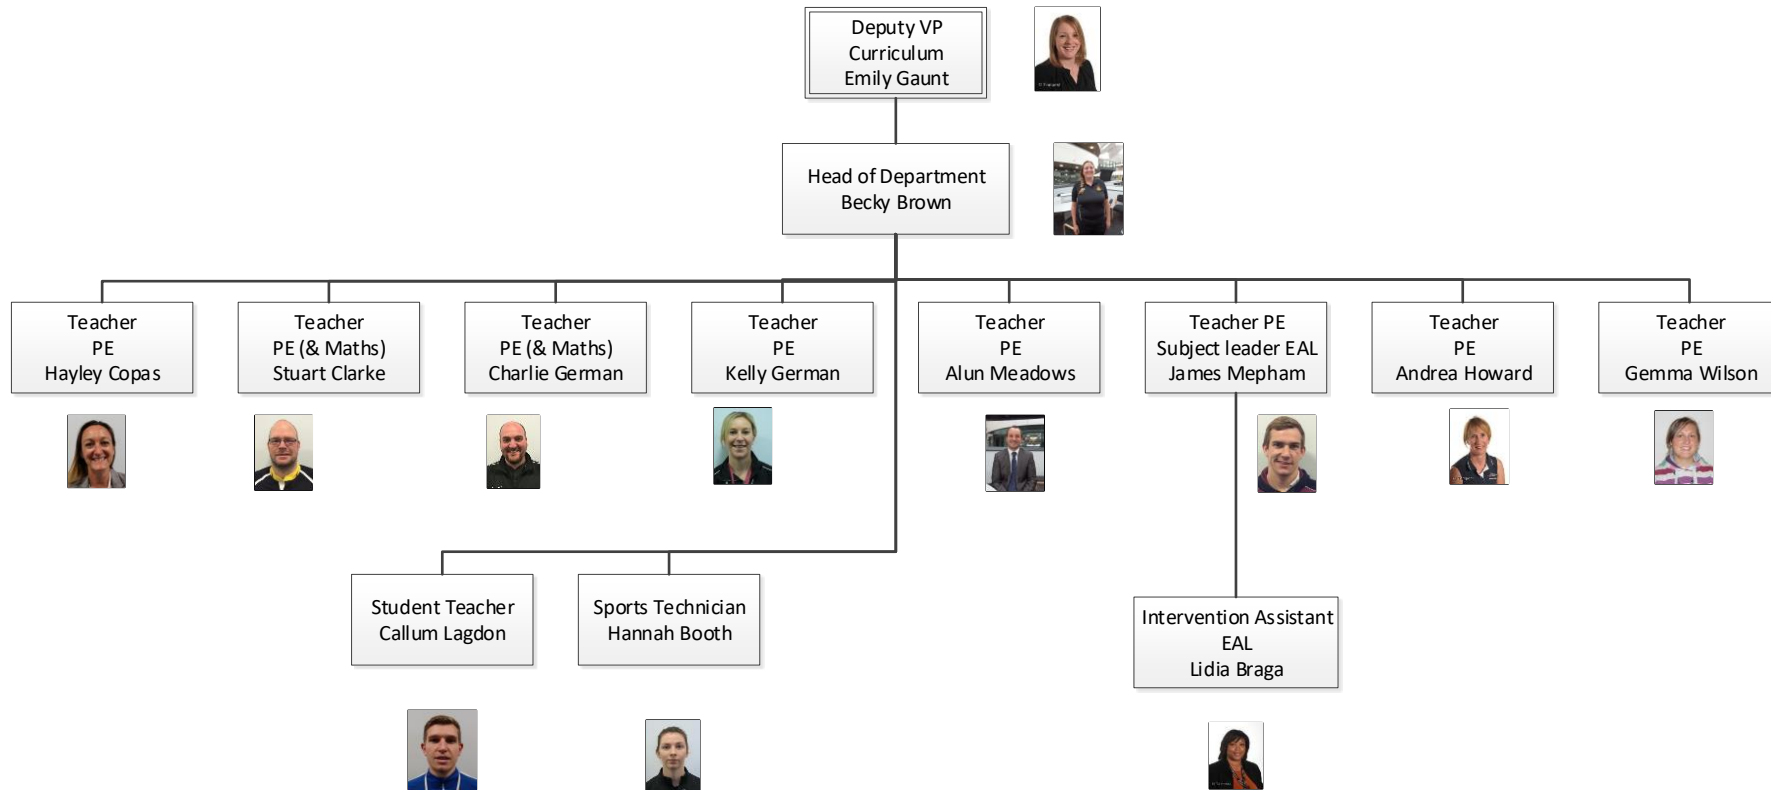 Deputy VP
Curriculum
Emily Gaunt
Head of Department
Becky Brown
Teacher
PE
Hayley Copas
Teacher
PE (& Maths)
Stuart Clarke
Teacher
PE (& Maths)
Charlie German
Teacher
PE
Kelly German
Teacher
PE
Alun Meadows
Teacher PE
Subject leader EAL
James Mepham
Teacher
PE
Andrea Howard
Teacher
PE
Gemma Wilson
Student Teacher
Callum Lagdon
Sports Technician
Hannah Booth
Intervention Assistant
EAL
Lidia Braga